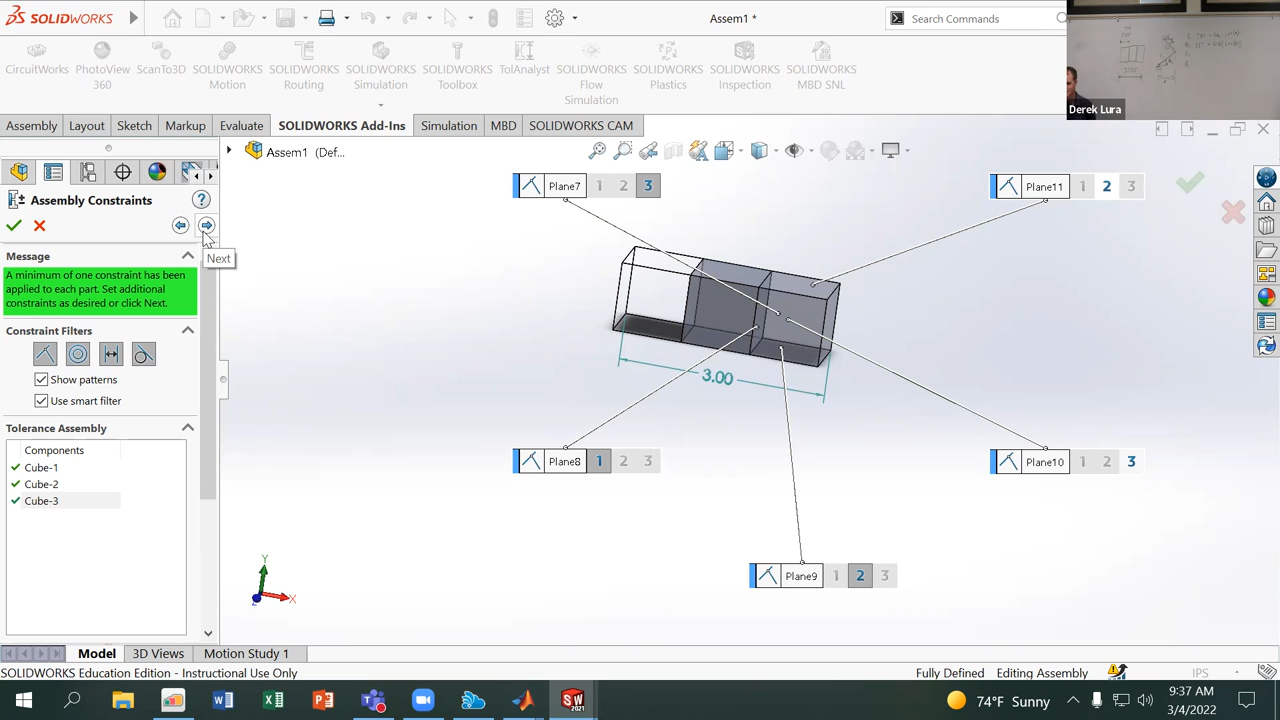 SOLIDWORKS
Assem1 *
Search Commands
CircuitWorks
PhotoView
360
ScanTo3D
SOLIDWORKS
Motion
SOLIDWORKS
Routing
SOLIDWORKS
Simulation
SOLIDWORKS
Toolbox
TolAnalyst
SOLIDWORKS
Flow
Simulation
SOLIDWORKS
Plastics
SOLIDWORKS
Inspection
SOLIDWORKS
MBD SNL
Derek Lura
Assembly
Layout
Sketch
Markup
Evaluate
SOLIDWORKS Add-Ins
Simulation
MBD
SOLIDWORKS CAM
Assem1 (Def...
Assembly Constraints
?
Next
Message
A minimum of one constraint has been
applied to each part. Set additional
constraints as desired or click Next.
Constraint Filters
Show patterns
Use smart filter
Tolerance Assembly
Components
Cube-1
Cube-2
Cube-3
Plane7 1 2 3
Plane11 1 2 3
3.00
Plane8 1 2 3
Plane10 1 2 3
Plane9 1 2 3
Y
X
Z
Model
3D Views
Motion Study 1
SOLIDWORKS Education Edition - Instructional Use Only
Fully Defined
Editing Assembly
IPS
W
X
P
T
SW
2021
74°F Sunny
9:37 AM
3/4/2022